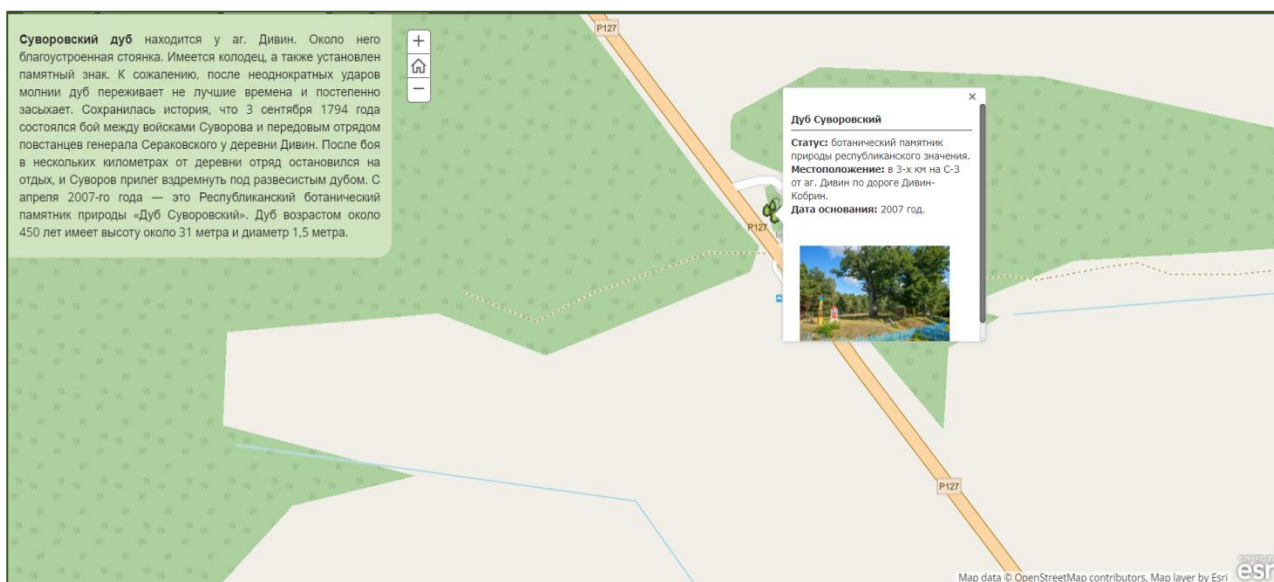 Суворовский дуб находится у аг. Дивин. Около него
благоустроенная стоянка. Имеется колодец, а также установлен
памятный знак. К сожалению, после неоднократных ударов
молнии дуб переживает не лучшие времена и постепенно
засыхает. Сохранилась история, что 3 сентября 1794 года
состоялся бой между войсками Суворова и передовым отрядом
повстанцев генерала Сераковского у деревни Дивин. После боя
в нескольких километрах от деревни отряд остановился на
отдых, и Суворов прилег вздремнуть под развесистым дубом. С
апреля 2007-го года — это Республиканский ботанический
памятник природы «Дуб Суворовский». Дуб возрастом около
450 лет имеет высоту около 31 метра и диаметр 1,5 метра.
P127
Дуб Суворовский
Статус: ботанический памятник
природы республиканского значения.
Местоположение: в 3-х км на С-З
от аг. Дивин по дороге Дивин-
Кобрин.
Дата основания: 2007 год.
P127
P127
Map data © OpenStreetMap contributors, Map layer by Esri
POWERED BY
esri